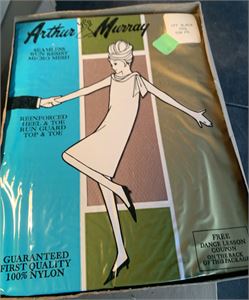 Arthur Murray
SEAMLESS
RUN RESIST
MICRO MESH
REINFORCED
HEEL & TOE
RUN GUARD
TOP & TOE
GUARANTEED
FIRST QUALITY
100% NYLON
FREE
DANCE LESSON
COUPON
ON THE BACK
OF THIS PACKAGE